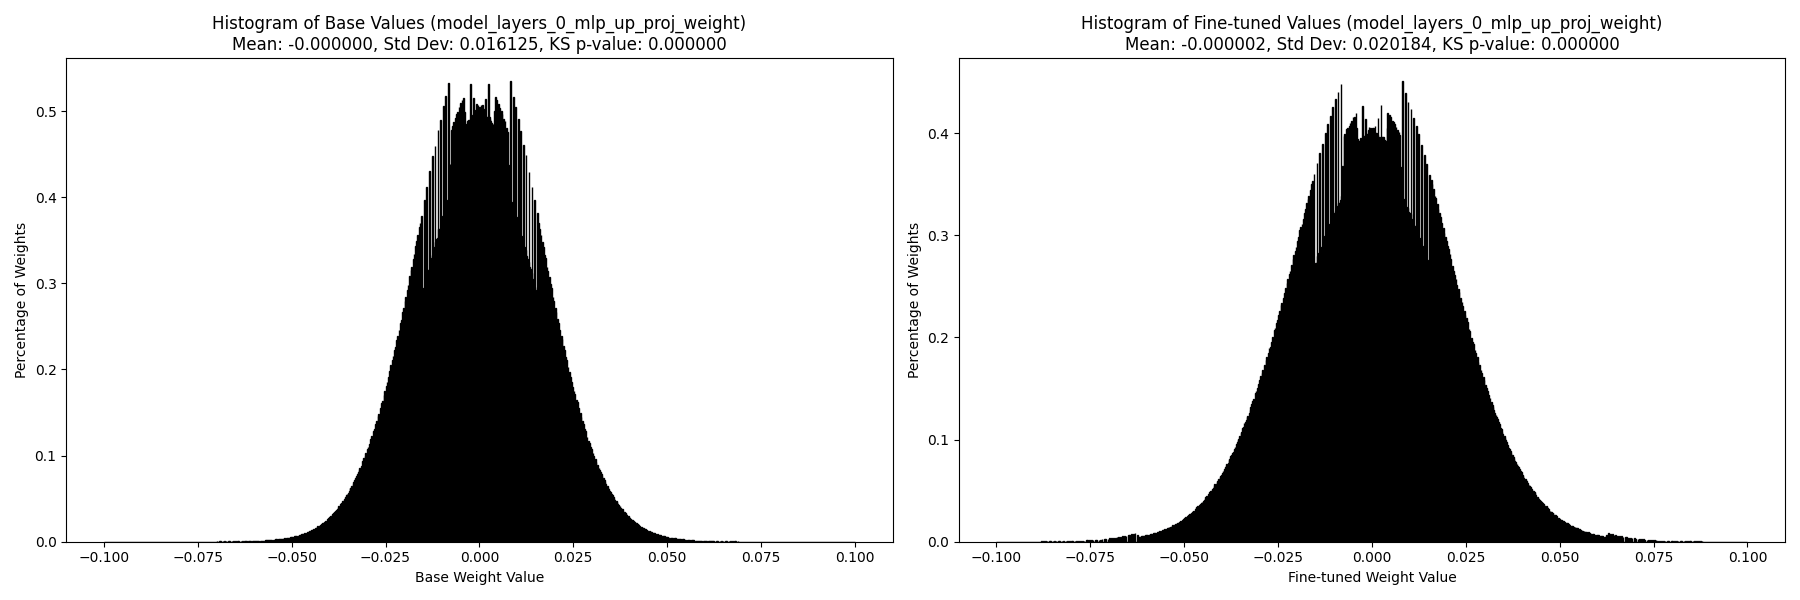 Histogram of Base Values (model_layers_0_mlp_up_proj_weight)
Mean: -0.000000, Std Dev: 0.016125, KS p-value: 0.000000
Percentage of Weights
0.5
0.4
0.3
0.2
0.1
0.0
−0.100 −0.075 −0.050 −0.025 0.000 0.025 0.050 0.075 0.100
Base Weight Value
Histogram of Fine-tuned Values (model_layers_0_mlp_up_proj_weight)
Mean: -0.000002, Std Dev: 0.020184, KS p-value: 0.000000
Percentage of Weights
0.4
0.3
0.2
0.1
0.0
−0.100 −0.075 −0.050 −0.025 0.000 0.025 0.050 0.075 0.100
Fine-tuned Weight Value